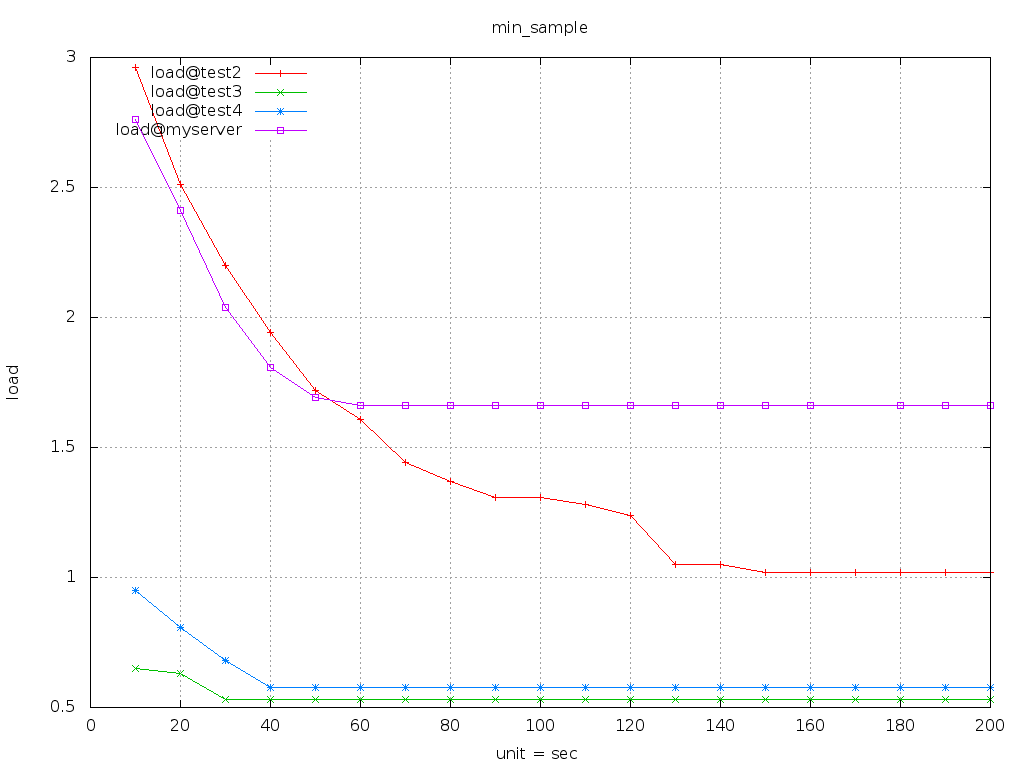 min_sample
3
load@test2
load@test3
load@test4
load@myserver
2.5
2
load
1.5
1
0.5
0 20 40 60 80 100 120 140 160 180 200
unit = sec